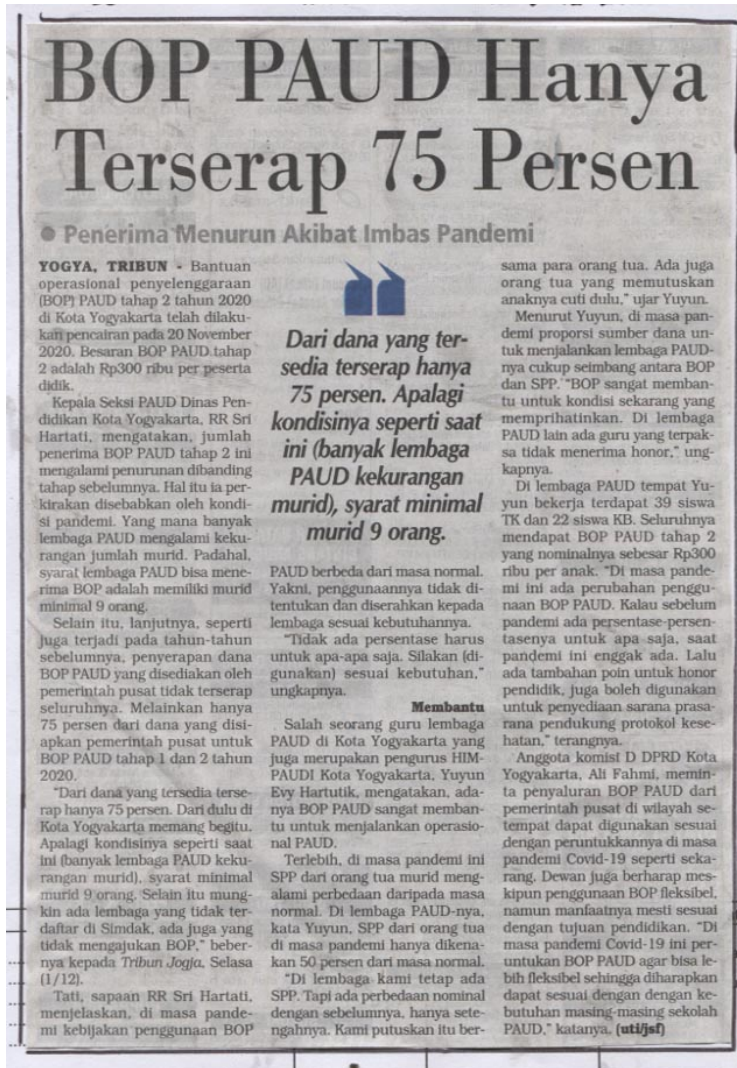 BOP PAUD Hanya
Terserap 75 Persen
● Penerima Menurun Akibat Imbas Pandemi
YOGYA, TRIBUN - Bantuan
operasional penyelenggaraan
(BOP) PAUD tahap 2 tahun 2020
di Kota Yogyakarta telah dilaku-
kan pencairan pada 20 November
2020. Besaran BOP PAUD tahap
2 adalah Rp300 ribu per peserta
didik.
Kepala Seksi PAUD Dinas Pen-
didikan Kota Yogyakarta, RR Sri
Hartati, mengatakan, jumlah
penerima BOP PAUD tahap 2 ini
mengalami penurunan dibanding
tahap sebelumnya. Hal itu ia per-
kirakan disebabkan oleh kondi-
si pandemi. Yang mana banyak
lembaga PAUD mengalami keku-
rangan jumlah murid. Padahal,
syarat lembaga PAUD bisa mene-
rima BOP adalah memiliki murid
minimal 9 orang.
Selain itu, lanjutnya, seperti
juga terjadi pada tahun-tahun
sebelumnya, penyerapan dana
BOP PAUD yang disediakan oleh
pemerintah pusat tidak terserap
seluruhnya. Melainkan hanya
75 persen dari dana yang disi-
apkan pemerintah pusat untuk
BOP PAUD tahap 1 dan 2 tahun
2020.
"Dari dana yang tersedia terse-
rap hanya 75 persen. Dari dulu di
Kota Yogyakarta memang begitu.
Apalagi kondisinya seperti saat
ini (banyak lembaga PAUD keku-
rangan murid), syarat minimal
murid 9 orang. Selain itu mung-
kin ada lembaga yang tidak ter-
daftar di Simdak, ada juga yang
tidak mengajukan BOP," beber-
nya kepada Tribun Jogja, Selasa
(1/12).
Tati, sapaan RR Sri Hartati,
menjelaskan, di masa pande-
mi kebijakan penggunaan BOP
"
Dari dana yang ter-
sedia terserap hanya
75 persen. Apalagi
kondisinya seperti saat
ini (banyak lembaga
PAUD kekurangan
murid), syarat minimal
murid 9 orang.
PAUD berbeda dari masa normal.
Yakni, penggunaannya tidak di-
tentukan dan diserahkan kepada
lembaga sesuai kebutuhannya.
"Tidak ada persentase harus
untuk apa-apa saja. Silakan (di-
gunakan) sesuai kebutuhan,"
ungkapnya.
Membantu
Salah seorang guru lembaga
PAUD di Kota Yogyakarta yang
juga merupakan pengurus HIM-
PAUDI Kota Yogyakarta, Yuyun
Evy Hartutik, mengatakan, ada-
nya BOP PAUD sangat memban-
tu untuk menjalankan operasio-
nal PAUD.
Terlebih, di masa pandemi ini
SPP dari orang tua murid meng-
alami perbedaan daripada masa
normal. Di lembaga PAUD-nya,
kata Yuyun, SPP dari orang tua
di masa pandemi hanya dikena-
kan 50 persen dari masa normal.
"Di lembaga kami tetap ada
SPP. Tapi ada perbedaan nominal
dengan sebelumnya, hanya sete-
ngahnya. Kami putuskan itu ber-
sama para orang tua. Ada juga
orang tua yang memutuskan
anaknya cuti dulu," ujar Yuyun.
Menurut Yuyun, di masa pan-
demi proporsi sumber dana un-
tuk menjalankan lembaga PAUD-
nya cukup seimbang antara BOP
dan SPP. "BOP sangat memban-
tu untuk kondisi sekarang yang
memprihatinkan. Di lembaga
PAUD lain ada guru yang terpak-
sa tidak menerima honor," ung-
kapnya.
Di lembaga PAUD tempat Yu-
yun bekerja terdapat 39 siswa
TK dan 22 siswa KB. Seluruhnya
mendapat BOP PAUD tahap 2
yang nominalnya sebesar Rp300
ribu per anak. "Di masa pande-
mi ini ada perubahan penggu-
naan BOP PAUD. Kalau sebelum
pandemi ada persentase-persen-
tasenya untuk apa saja, saat
pandemi ini enggak ada. Lalu
ada tambahan poin untuk honor
pendidik, juga boleh digunakan
untuk penyediaan sarana prasa-
rana pendukung protokol kese-
hatan," terangnya.
Anggota komisi D DPRD Kota
Yogyakarta, Ali Fahmi, memin-
ta penyaluran BOP PAUD dari
pemerintah pusat di wilayah se-
tempat dapat digunakan sesuai
dengan peruntukkannya di masa
pandemi Covid-19 seperti seka-
rang. Dewan juga berharap mes-
kipun penggunaan BOP fleksibel,
namun manfaatnya mesti sesuai
dengan tujuan pendidikan. "Di
masa pandemi Covid-19 ini per-
untukan BOP PAUD agar bisa le-
bih fleksibel sehingga diharapkan
dapat sesuai dengan dengan ke-
butuhan masing-masing sekolah
PAUD," katanya. (uti/jsf)